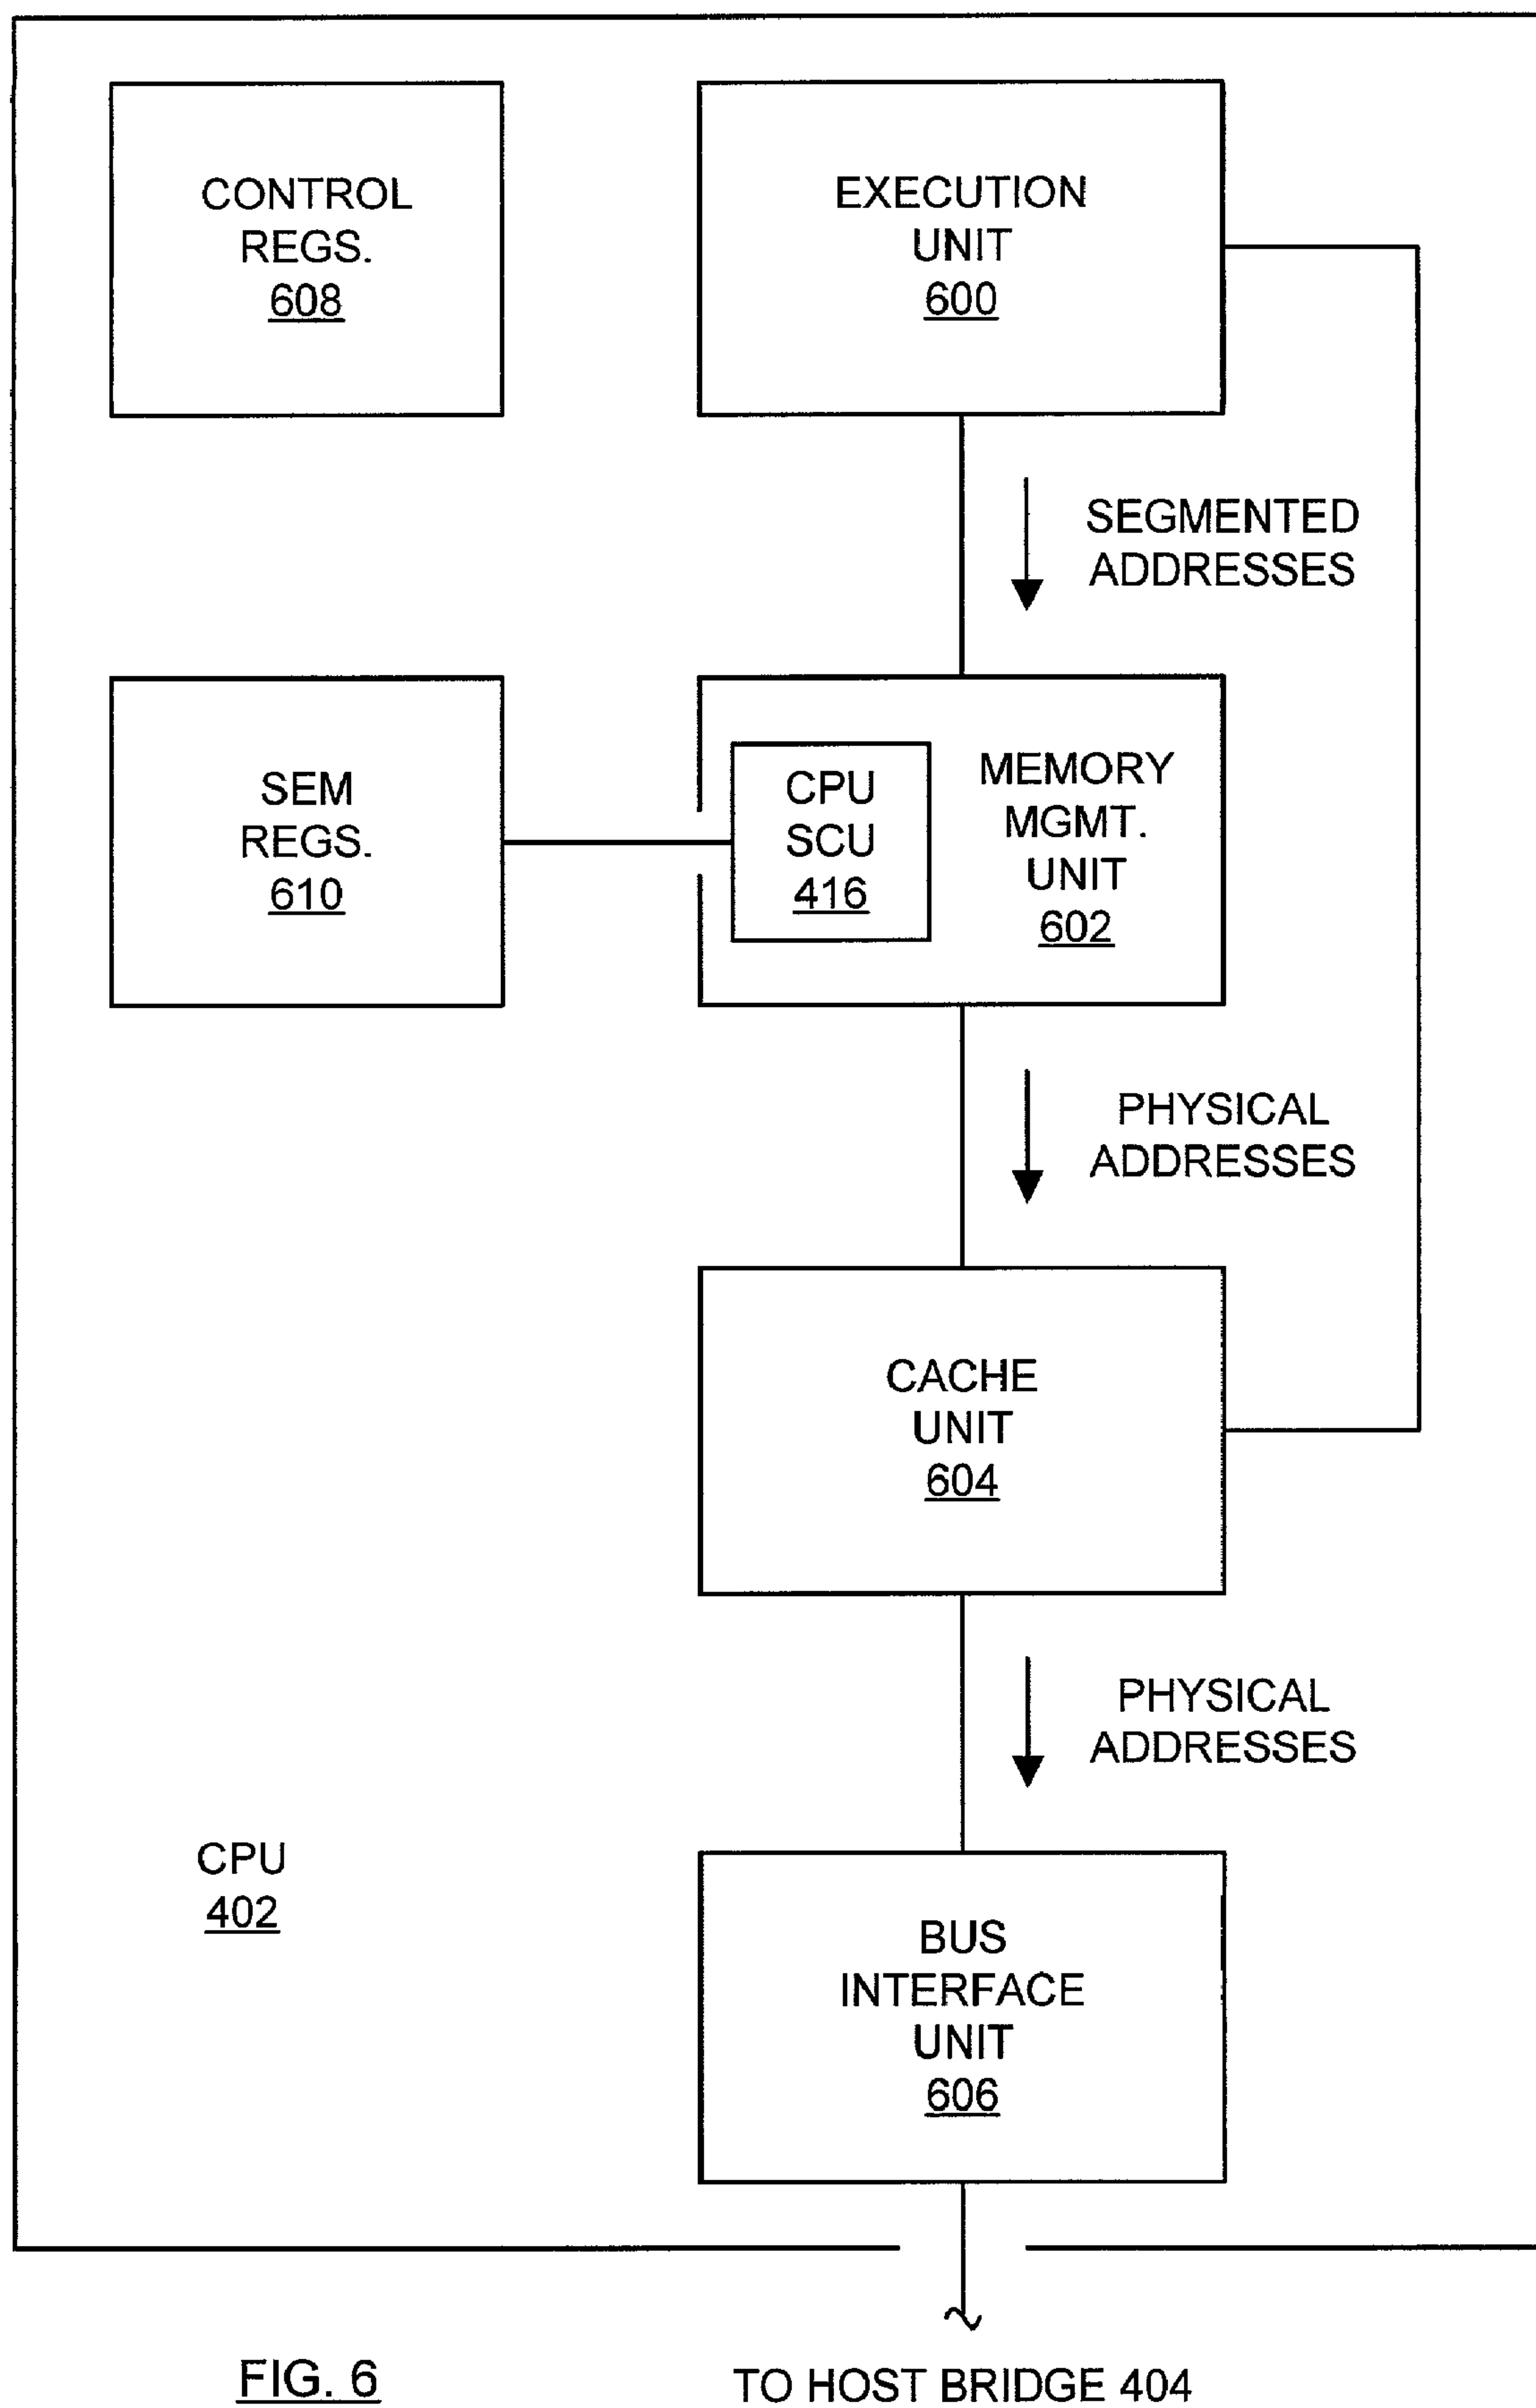 CONTROL
REGS.
608
EXECUTION
UNIT
600
SEGMENTED
ADDRESSES
SEM
REGS.
610
CPU
SCU
416
MEMORY
MGMT.
UNIT
602
PHYSICAL
ADDRESSES
CACHE
UNIT
604
PHYSICAL
ADDRESSES
CPU
402
BUS
INTERFACE
UNIT
606
FIG. 6
TO HOST BRIDGE 404